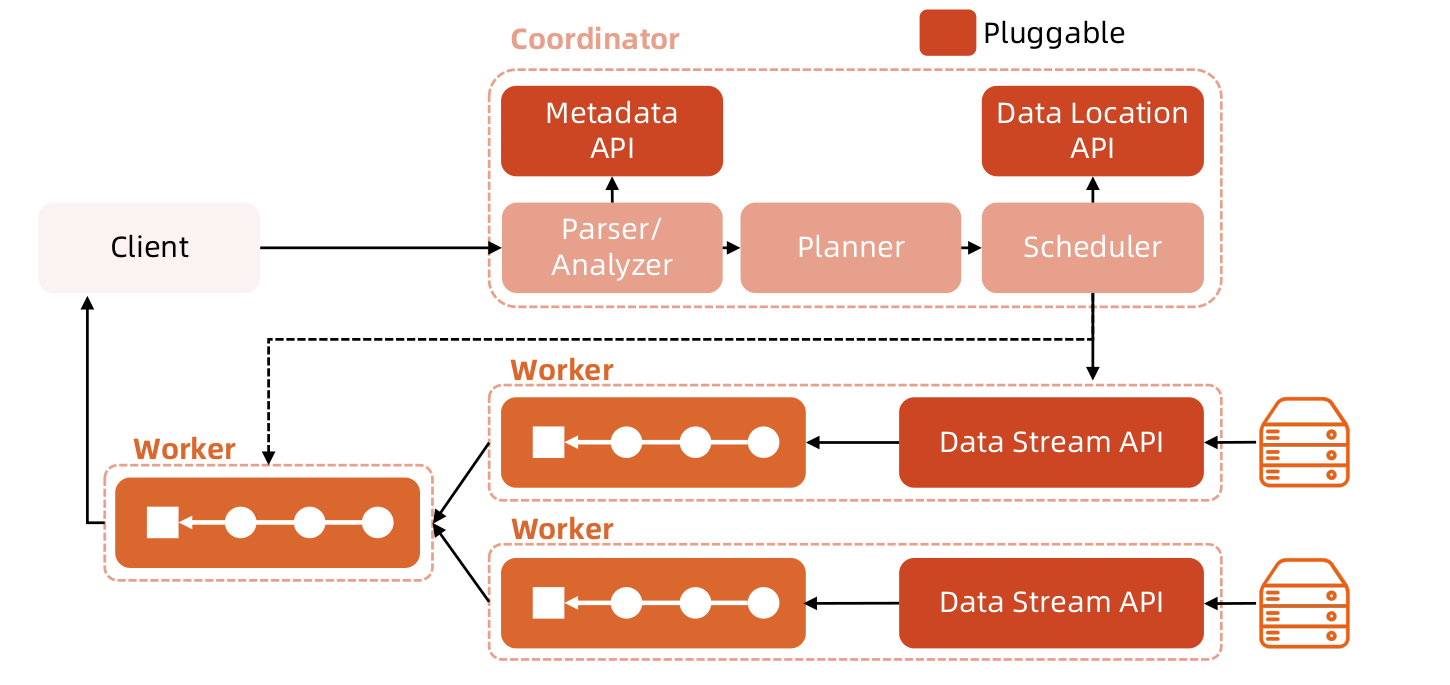 Pluggable
Coordinator
Metadata
API
Data Location
API
Client
Parser/
Analyzer
Planner
Scheduler
Worker
Data Stream API
Worker
Worker
Data Stream API